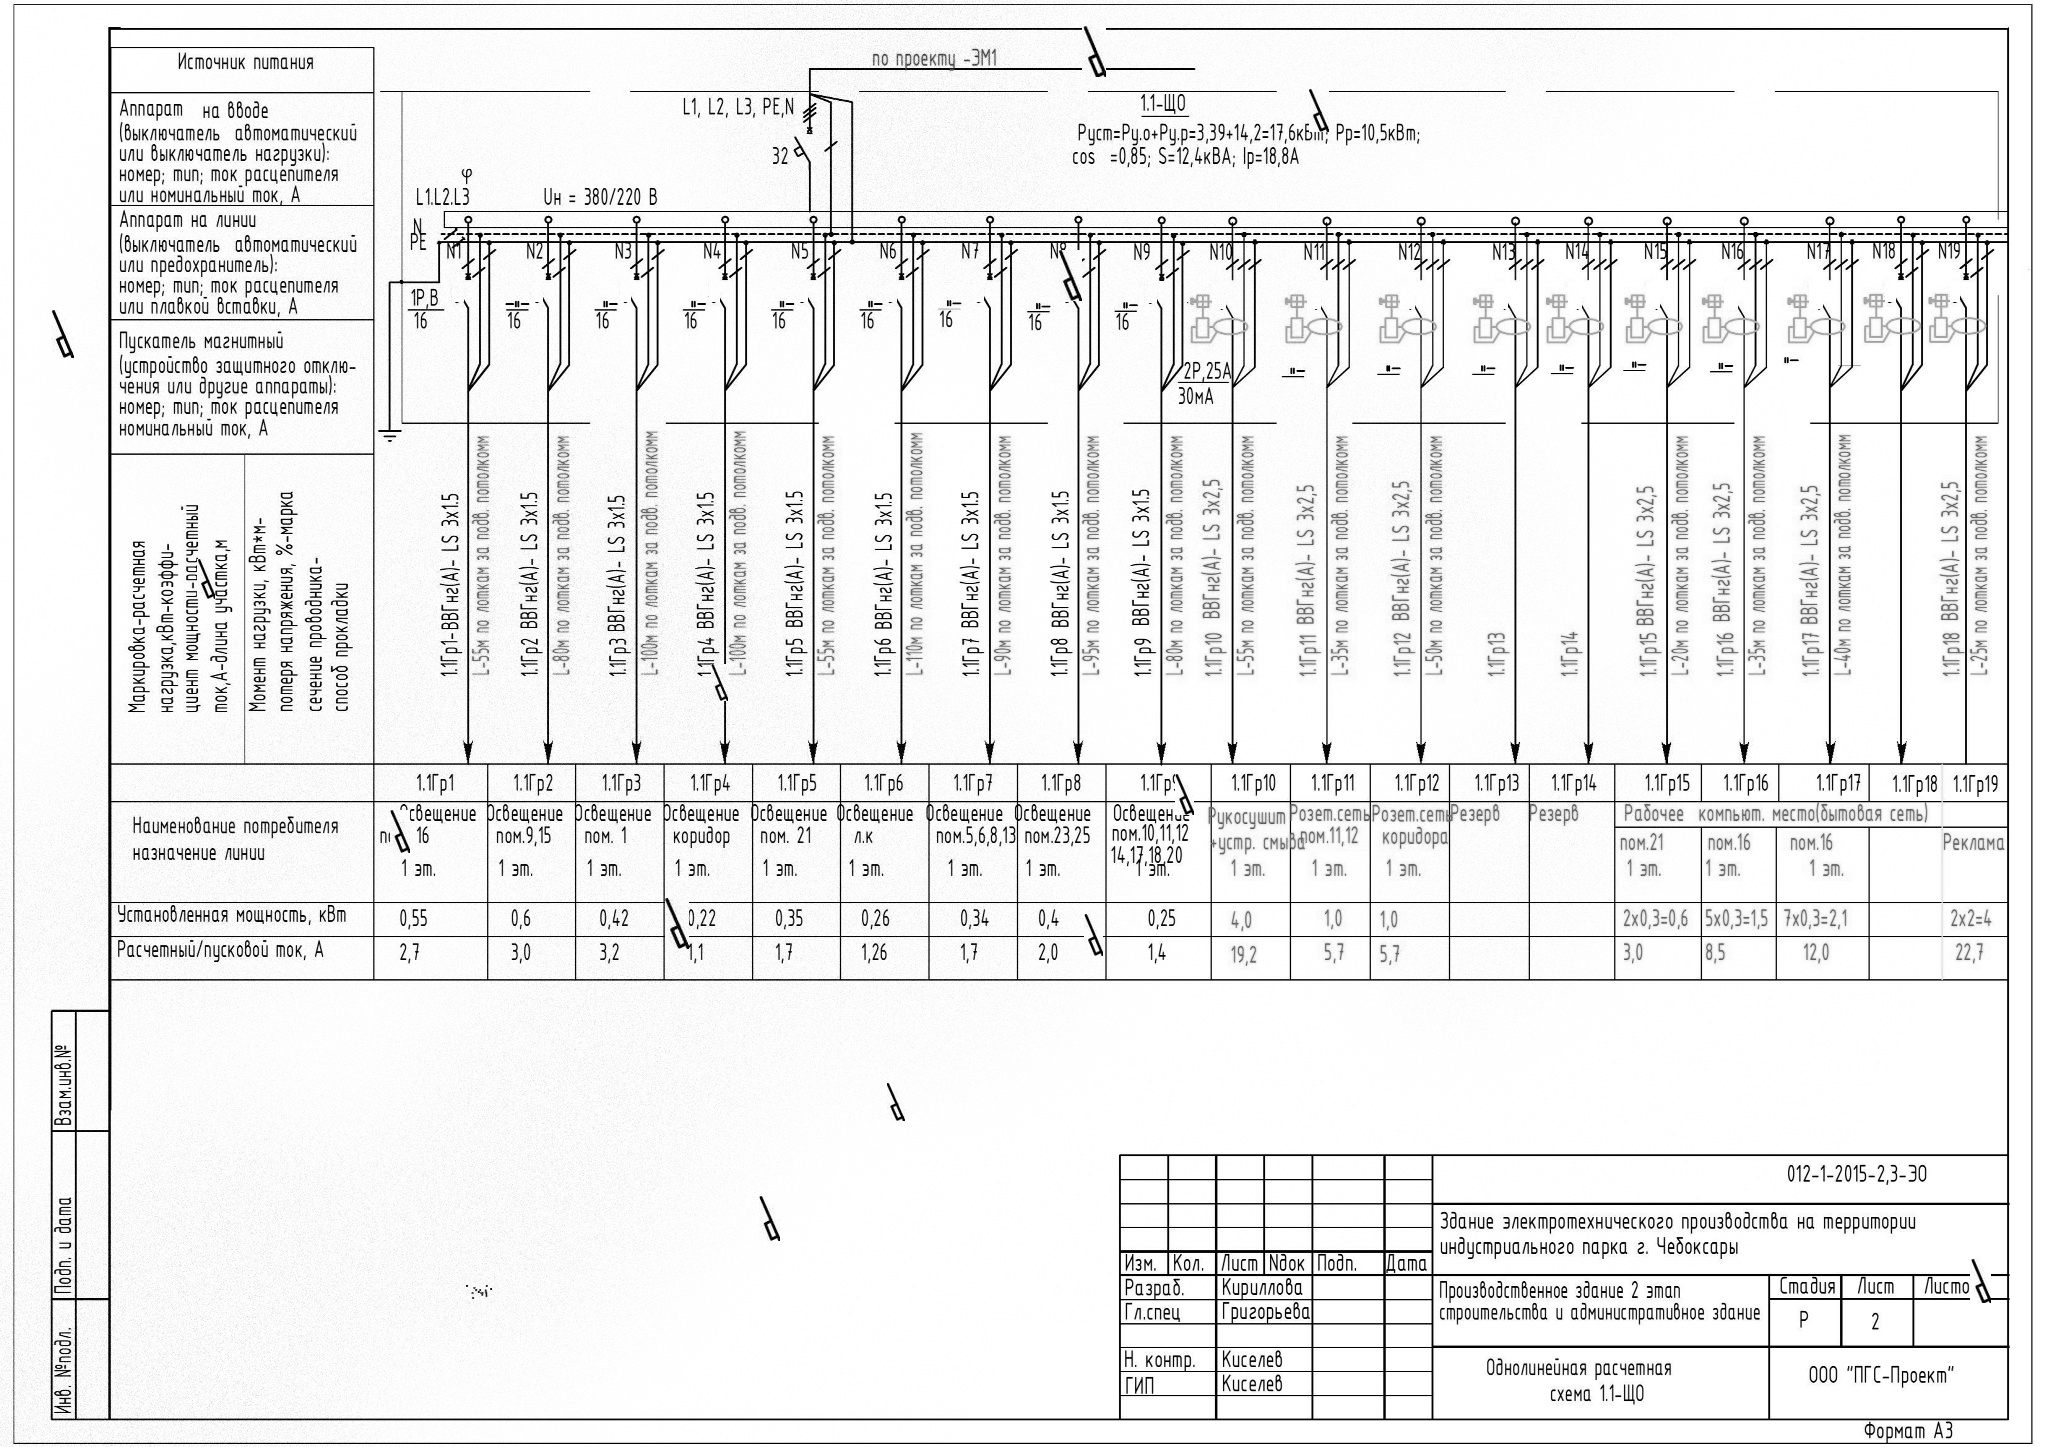 Источник питания
Аппарат на вводе
(выключатель автоматический
или выключатель нагрузки):
номер; тип; ток расцепителя
или номинальный ток, А
Аппарат на линии
(выключатель автоматический
или предохранитель):
номер; тип; ток расцепителя
или плавкой вставки, А
Пускатель магнитный
(устройство защитного отклю-
чения или другие аппараты):
номер; тип; ток расцепителя
номинальный ток, А
Маркировка-расчетная
нагрузка,кВт-коэффи-
циент мощности-расчетный
ток,А-длина участка,м
Момент нагрузки, кВт*м-
потеря напряжения, %-марка
сечение проводника-
способ прокладки
по проекту -ЭМ1
L1, L2, L3, PE,N
32
1.1-ЩО
Pуст=Ру.о+Ру.р=3,39+14,2=17,6кВт; Рр=10,5кВт;
cos =0,85; S=12,4кВА; Iр=18,8А
φ
L1.L2.L3
Uн = 380/220 В
N
PE
N1 N2 N3 N4 N5 N6 N7 N8 N9 N10 N11 N12 N13 N14 N15 N16 N17 N18 N19
1P,B
16
-"- 16
-"- 16
-"- 16
-"- 16
-"- 16
-"- 16
-"- 16
-"- 16
2P,25A
30мА
"- "- "- "- "- "- "-
1.1Гр1-ВВГнг(А)- LS 3х1.5
L-55м по лоткам за подв. потолкомм
1.1Гр2 ВВГнг(А)- LS 3х1.5
L-80м по лоткам за подв. потолкомм
1.1Гр3 ВВГнг(А)- LS 3х1.5
L-100м по лоткам за подв. потолкомм
1.1Гр4 ВВГнг(А)- LS 3х1.5
L-100м по лоткам за подв. потолкомм
1.1Гр5 ВВГнг(А)- LS 3х1.5
L-55м по лоткам за подв. потолкомм
1.1Гр6 ВВГнг(А)- LS 3х1.5
L-110м по лоткам за подв. потолкомм
1.1Гр7 ВВГнг(А)- LS 3х1.5
L-90м по лоткам за подв. потолкомм
1.1Гр8 ВВГнг(А)- LS 3х1.5
L-95м по лоткам за подв. потолкомм
1.1Гр9 ВВГнг(А)- LS 3х1.5
L-80м по лоткам за подв. потолкомм
1.1Гр10 ВВГнг(А)- LS 3х2,5
L-55м по лоткам за подв. потолкомм
1.1Гр11 ВВГнг(А)- LS 3х2,5
L-35м по лоткам за подв. потолкомм
1.1Гр12 ВВГнг(А)- LS 3х2,5
L-50м по лоткам за подв. потолкомм
1.1Гр13
1.1Гр14
1.1Гр15 ВВГнг(А)- LS 3х2,5
L-20м по лоткам за подв. потолкомм
1.1Гр16 ВВГнг(А)- LS 3х2,5
L-35м по лоткам за подв. потолкомм
1.1Гр17 ВВГнг(А)- LS 3х2,5
L-40м по лоткам за подв. потолкомм
1.1Гр18 ВВГнг(А)- LS 3х2,5
L-25м по лоткам за подв. потолкомм
1.1Гр1 1.1Гр2 1.1Гр3 1.1Гр4 1.1Гр5 1.1Гр6 1.1Гр7 1.1Гр8 1.1Гр9 1.1Гр10 1.1Гр11 1.1Гр12 1.1Гр13 1.1Гр14 1.1Гр15 1.1Гр16 1.1Гр17 1.1Гр18 1.1Гр19
Наименование потребителя
назначение линии
Освещение
16
1 эт.
Освещение
пом.9,15
1 эт.
Освещение
пом. 1
1 эт.
Освещение
коридор
1 эт.
Освещение
пом. 21
1 эт.
Освещение
л.к
1 эт.
Освещение
пом.5,6,8,13
1 эт.
Освещение
пом.23,25
1 эт.
Освещение
пом.10,11,12
14,17,18,20
1 эт.
Рукосушит
+устр. смыва
1 эт.
Розет.сеть
пом.11,12
1 эт.
Розет.сеть
коридора
1 эт.
Резерв
Резерв
Рабочее компьют. место(бытовая сеть)
пом.21
1 эт.
пом.16
1 эт.
пом.16
1 эт.
Реклама
Установленная мощность, кВт
0,55 0,6 0,42 0,22 0,35 0,26 0,34 0,4 0,25 4,0 1,0 1,0 2х0,3=0,6 5х0,3=1,5 7х0,3=2,1 2х2=4
Расчетный/пусковой ток, А
2,7 3,0 3,2 1,1 1,7 1,26 1,7 2,0 1,4 19,2 5,7 5,7 3,0 8,5 12,0 22,7
Взам.инв.№
Подп. и дата
Инв. №подл.
012-1-2015-2,3-ЭО
Здание электротехнического производства на территории
индустриального парка г. Чебоксары
Изм. Кол. Лист Nдок Подп. Дата
Разраб. Кириллова
Гл.спец Григорьева
Н. контр. Киселев
ГИП Киселев
Производственное здание 2 этап
строительства и административное здание
Стадия Лист Листо
Р 2
Однолинейная расчетная
схема 1.1-ЩО
ООО "ПГС-Проект"
Формат А3